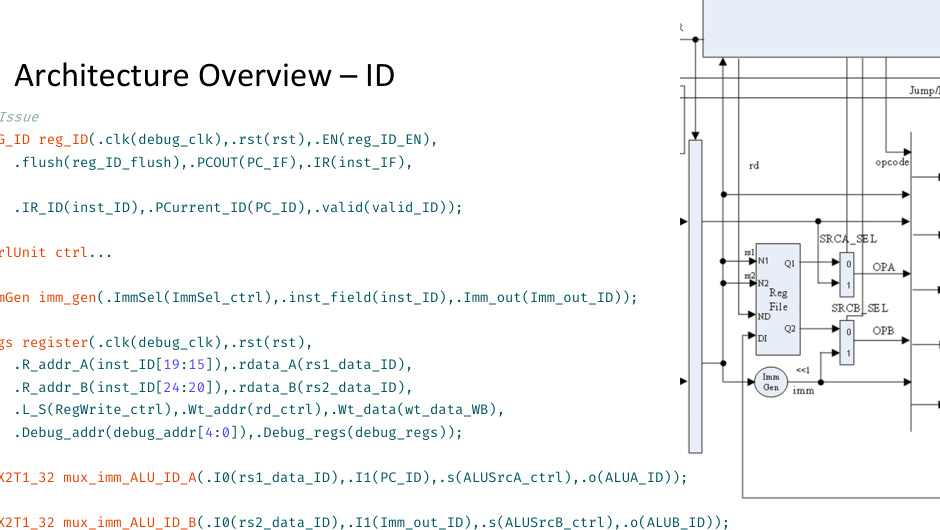 Architecture Overview – ID
Issue
G_ID reg_ID(.clk(debug_clk),.rst(rst),.EN(reg_ID_EN),
.flush(reg_ID_flush),.PCOUT(PC_IF),.IR(inst_IF),
.IR_ID(inst_ID),.PCurrent_ID(PC_ID),.valid(valid_ID));
rlUnit ctrl...
mGen imm_gen(.ImmSel(ImmSel_ctrl),.inst_field(inst_ID),.Imm_out(Imm_out_ID));
gs register(.clk(debug_clk),.rst(rst),
.R_addr_A(inst_ID[19:15]),.rdata_A(rs1_data_ID),
.R_addr_B(inst_ID[24:20]),.rdata_B(rs2_data_ID),
.L_S(RegWrite_ctrl),.Wt_addr(rd_ctrl),.Wt_data(wt_data_WB),
.Debug_addr(debug_addr[4:0]),.Debug_regs(debug_regs));
X2T1_32 mux_imm_ALU_ID_A(.I0(rs1_data_ID),.I1(PC_ID),.s(ALUSrcA_ctrl),.o(ALUA_ID));
X2T1_32 mux_imm_ALU_ID_B(.I0(rs2_data_ID),.I1(Imm_out_ID),.s(ALUSrcB_ctrl),.o(ALUB_ID));
Jump/
rd
opcode
SRCA_SEL
rs1
N1
Q1
0
1
OPA
rs2
N2
Reg
File
SRCB_SEL
ND
Q2
0
1
OPB
DI
Imm
Gen
<<1
imm